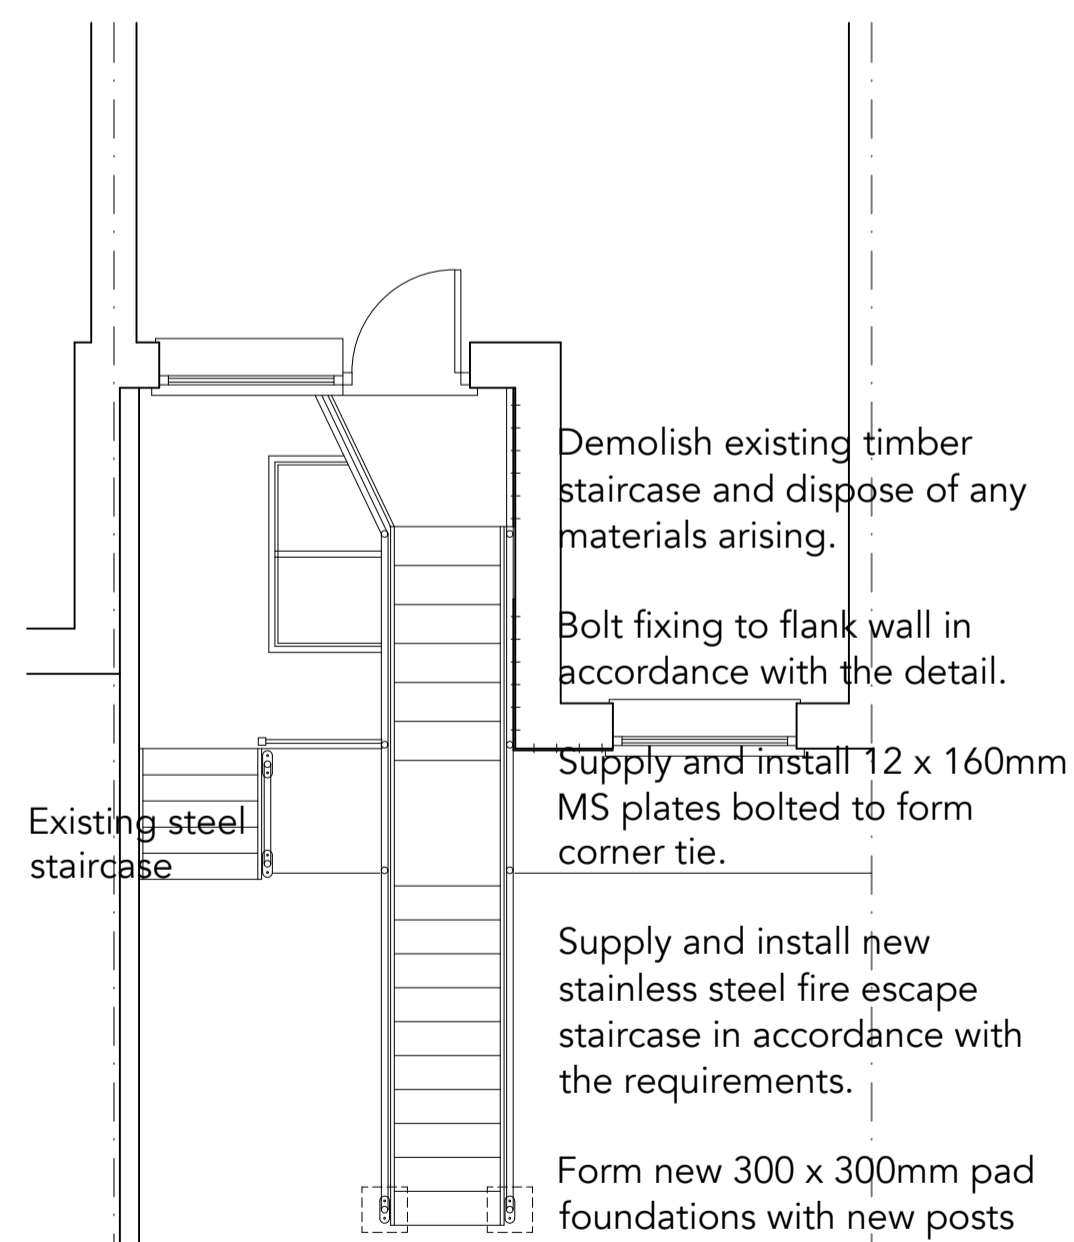 Demolish existing timber
staircase and dispose of any
materials arising.
Bolt fixing to flank wall in
accordance with the detail.
Supply and install 12 x 160mm
MS plates bolted to form
corner tie.
Existing steel
staircase
Supply and install new
stainless steel fire escape
staircase in accordance with
the requirements.
Form new 300 x 300mm pad
foundations with new posts